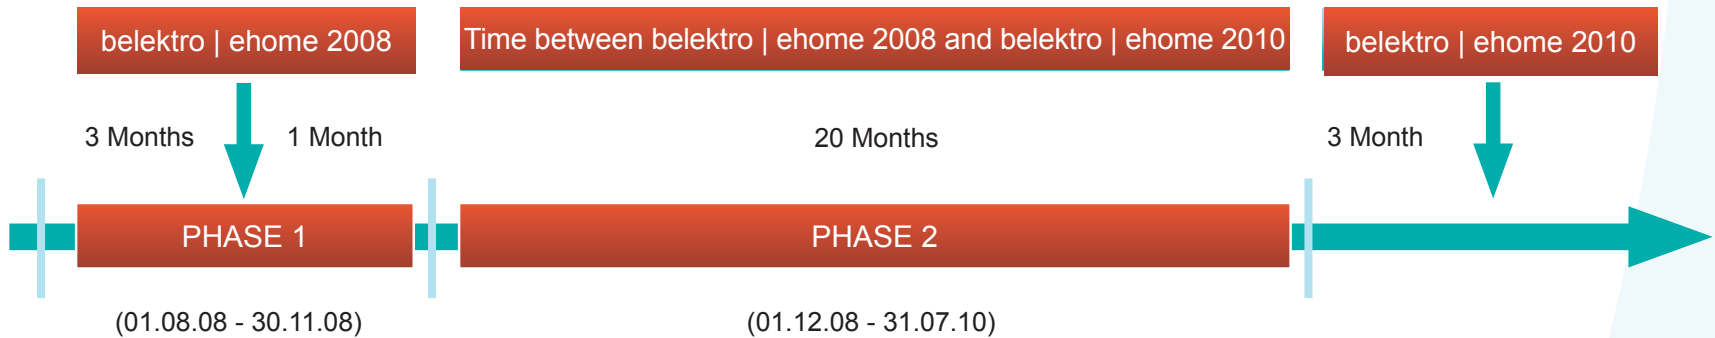 belektro | ehome 2008
Time between belektro | ehome 2008 and belektro | ehome 2010
belektro | ehome 2010
3 Months
1 Month
20 Months
3 Month
PHASE 1
PHASE 2
(01.08.08 - 30.11.08)
(01.12.08 - 31.07.10)